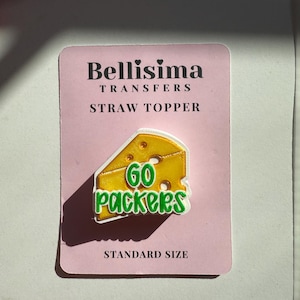 Bellisima
TRANSFERS
STRAW TOPPER
GO
PACKERS
STANDARD SIZE